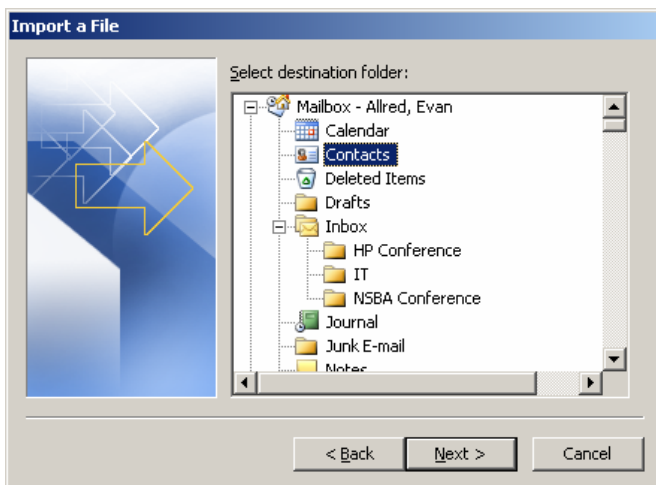 Import a File
Select destination folder:
Mailbox - Allred, Evan
Calendar
Contacts
Deleted Items
Drafts
Inbox
HP Conference
IT
NSBA Conference
Journal
Junk E-mail
Notes
< Back
Next >
Cancel